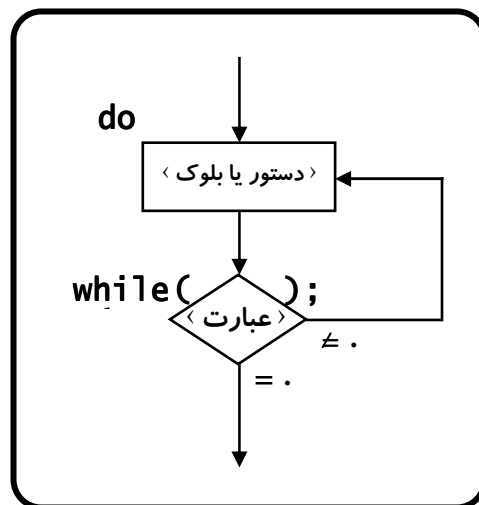 do
‹ دستور یا بلوک ›
while( );
‹ عبارت ›
≠ ۰
= ۰